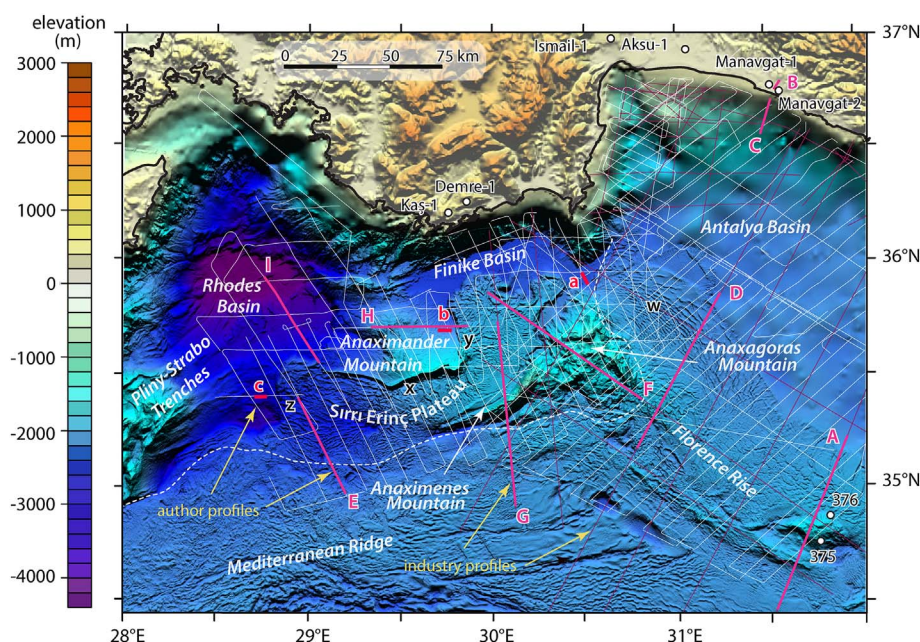 elevation
(m)
3000
2000
1000
0
-1000
-2000
-3000
-4000
37°N
36°N
35°N
28°E
29°E
30°E
31°E
0 25 50 75 km
Ismail-1
Aksu-1
Manavgat-1
B
Manavgat-2
C
Demre-1
Kaş-1
Antalya Basin
Finike Basin
a
I
Rhodes
Basin
w
D
H
b
y
Anaximander
Mountain
Anaxagoras
Mountain
Pliny-Strabo
Trenches
x
F
c
z
Sırrı Erinç Plateau
Florence Rise
A
E
Anaximenes
Mountain
G
author profiles
376
375
Mediterranean Ridge
industry profiles